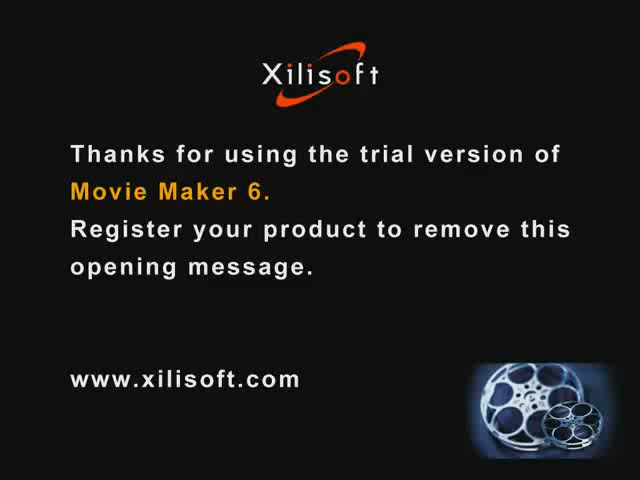 Xilisoft
Thanks for using the trial version of
Movie Maker 6.
Register your product to remove this
opening message.
www.xilisoft.com